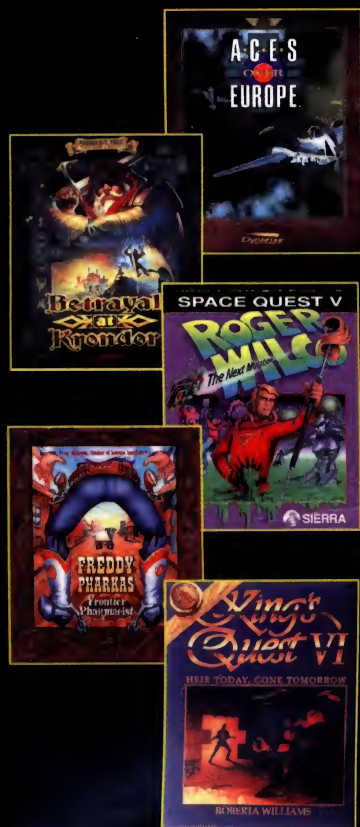 A·C·E·S
OVER
EUROPE
Dynamix
Betrayal
at
Krondor
SPACE QUEST V
ROGER
WILCO
The Next Mutation
SIERRA
FREDDY
PHARKAS
Frontier
Pharmacist
King's
Quest VI
HEIR TODAY, GONE TOMORROW
ROBERTA WILLIAMS